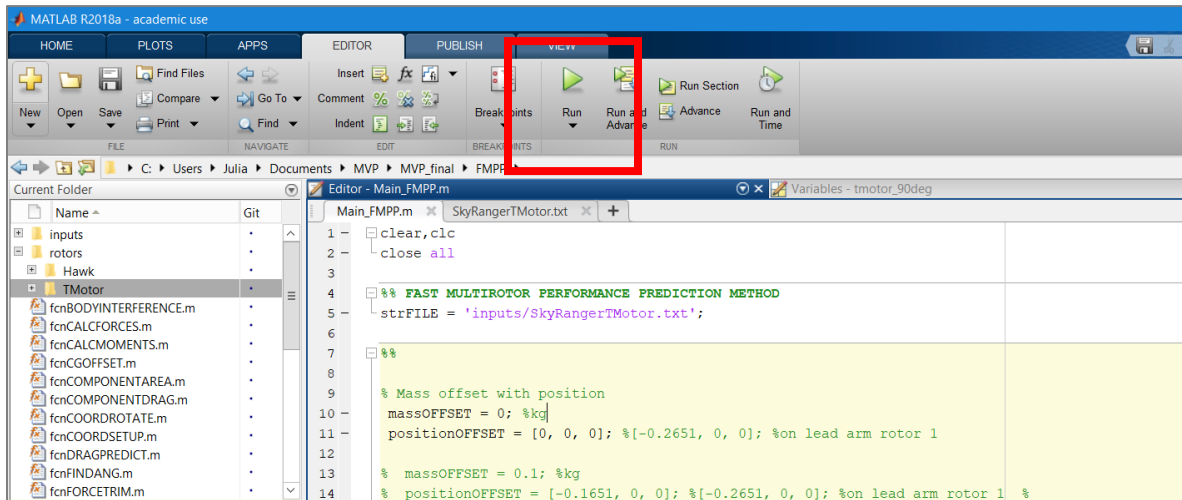 MATLAB R2018a - academic use
HOME PLOTS APPS EDITOR PUBLISH VIEW
New Open Save Find Files Compare Print
FILE
Go To Find
NAVIGATE
Insert fx
Comment %
Indent
EDIT
Breakpoints
BREAKPOINTS
Run Run and Advance Run Section Advance Run and Time
RUN
C: Users Julia Documents MVP MVP_final FMPP
Current Folder
Name Git
inputs
rotors
Hawk
TMotor
fcnBODYINTERFERENCE.m
fcnCALCFORCES.m
fcnCALCMOMENTS.m
fcnCGOFFSET.m
fcnCOMPONENTAREA.m
fcnCOMPONENTDRAG.m
fcnCOORDROTATE.m
fcnCOORDSETUP.m
fcnDRAGPREDICT.m
fcnFINDANG.m
fcnFORCETRIM.m
Editor - Main_FMPP.m Variables - tmotor_90deg
Main_FMPP.m SkyRangerTMotor.txt +
1 - clear,clc
2 - close all
3
4 %% FAST MULTIROTOR PERFORMANCE PREDICTION METHOD
5 - strFILE = 'inputs/SkyRangerTMotor.txt';
6
7 %%
8
9 % Mass offset with position
10 - massOFFSET = 0; %kg
11 - positionOFFSET = [0, 0, 0]; %[-0.2651, 0, 0]; %on lead arm rotor 1
12
13 % massOFFSET = 0.1; %kg
14 % positionOFFSET = [-0.1651, 0, 0]; %[-0.2651, 0, 0]; %on lead arm rotor 1 %